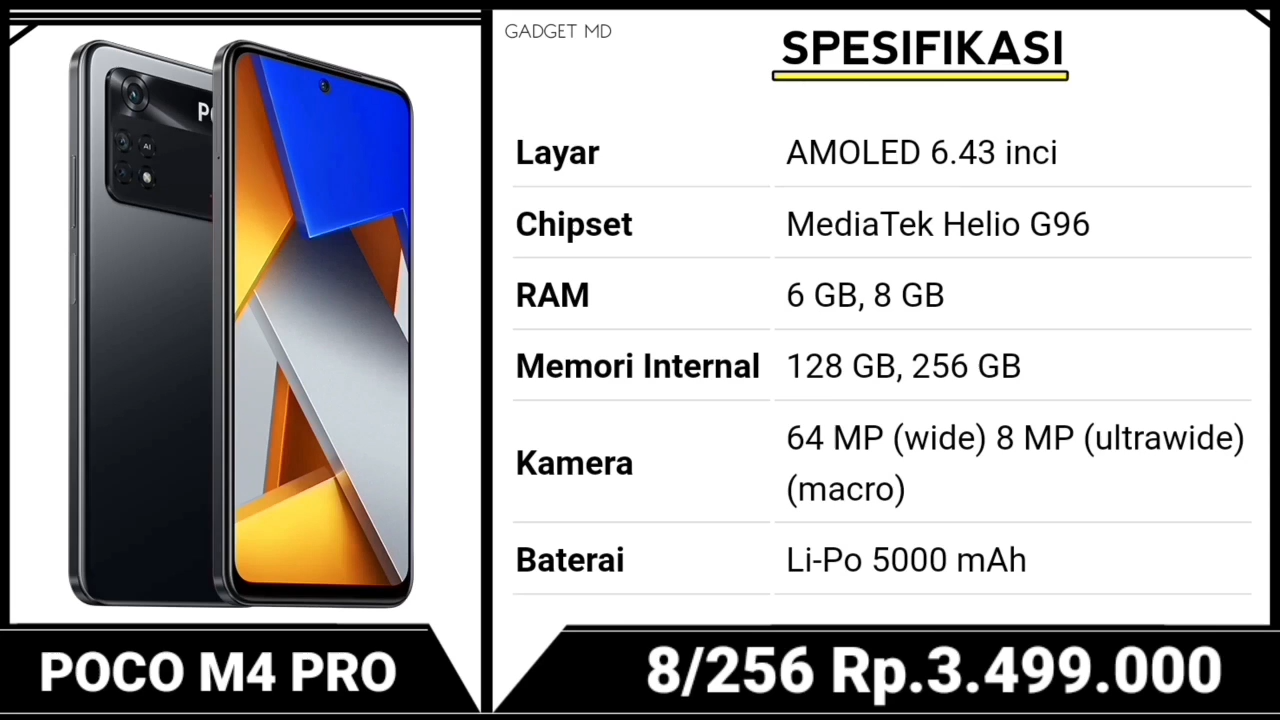 GADGET MD
SPESIFIKASI
Layar AMOLED 6.43 inci
Chipset MediaTek Helio G96
RAM 6 GB, 8 GB
Memori Internal 128 GB, 256 GB
Kamera 64 MP (wide) 8 MP (ultrawide)
(macro)
Baterai Li-Po 5000 mAh
AI
POCO M4 PRO
8/256 Rp.3.499.000